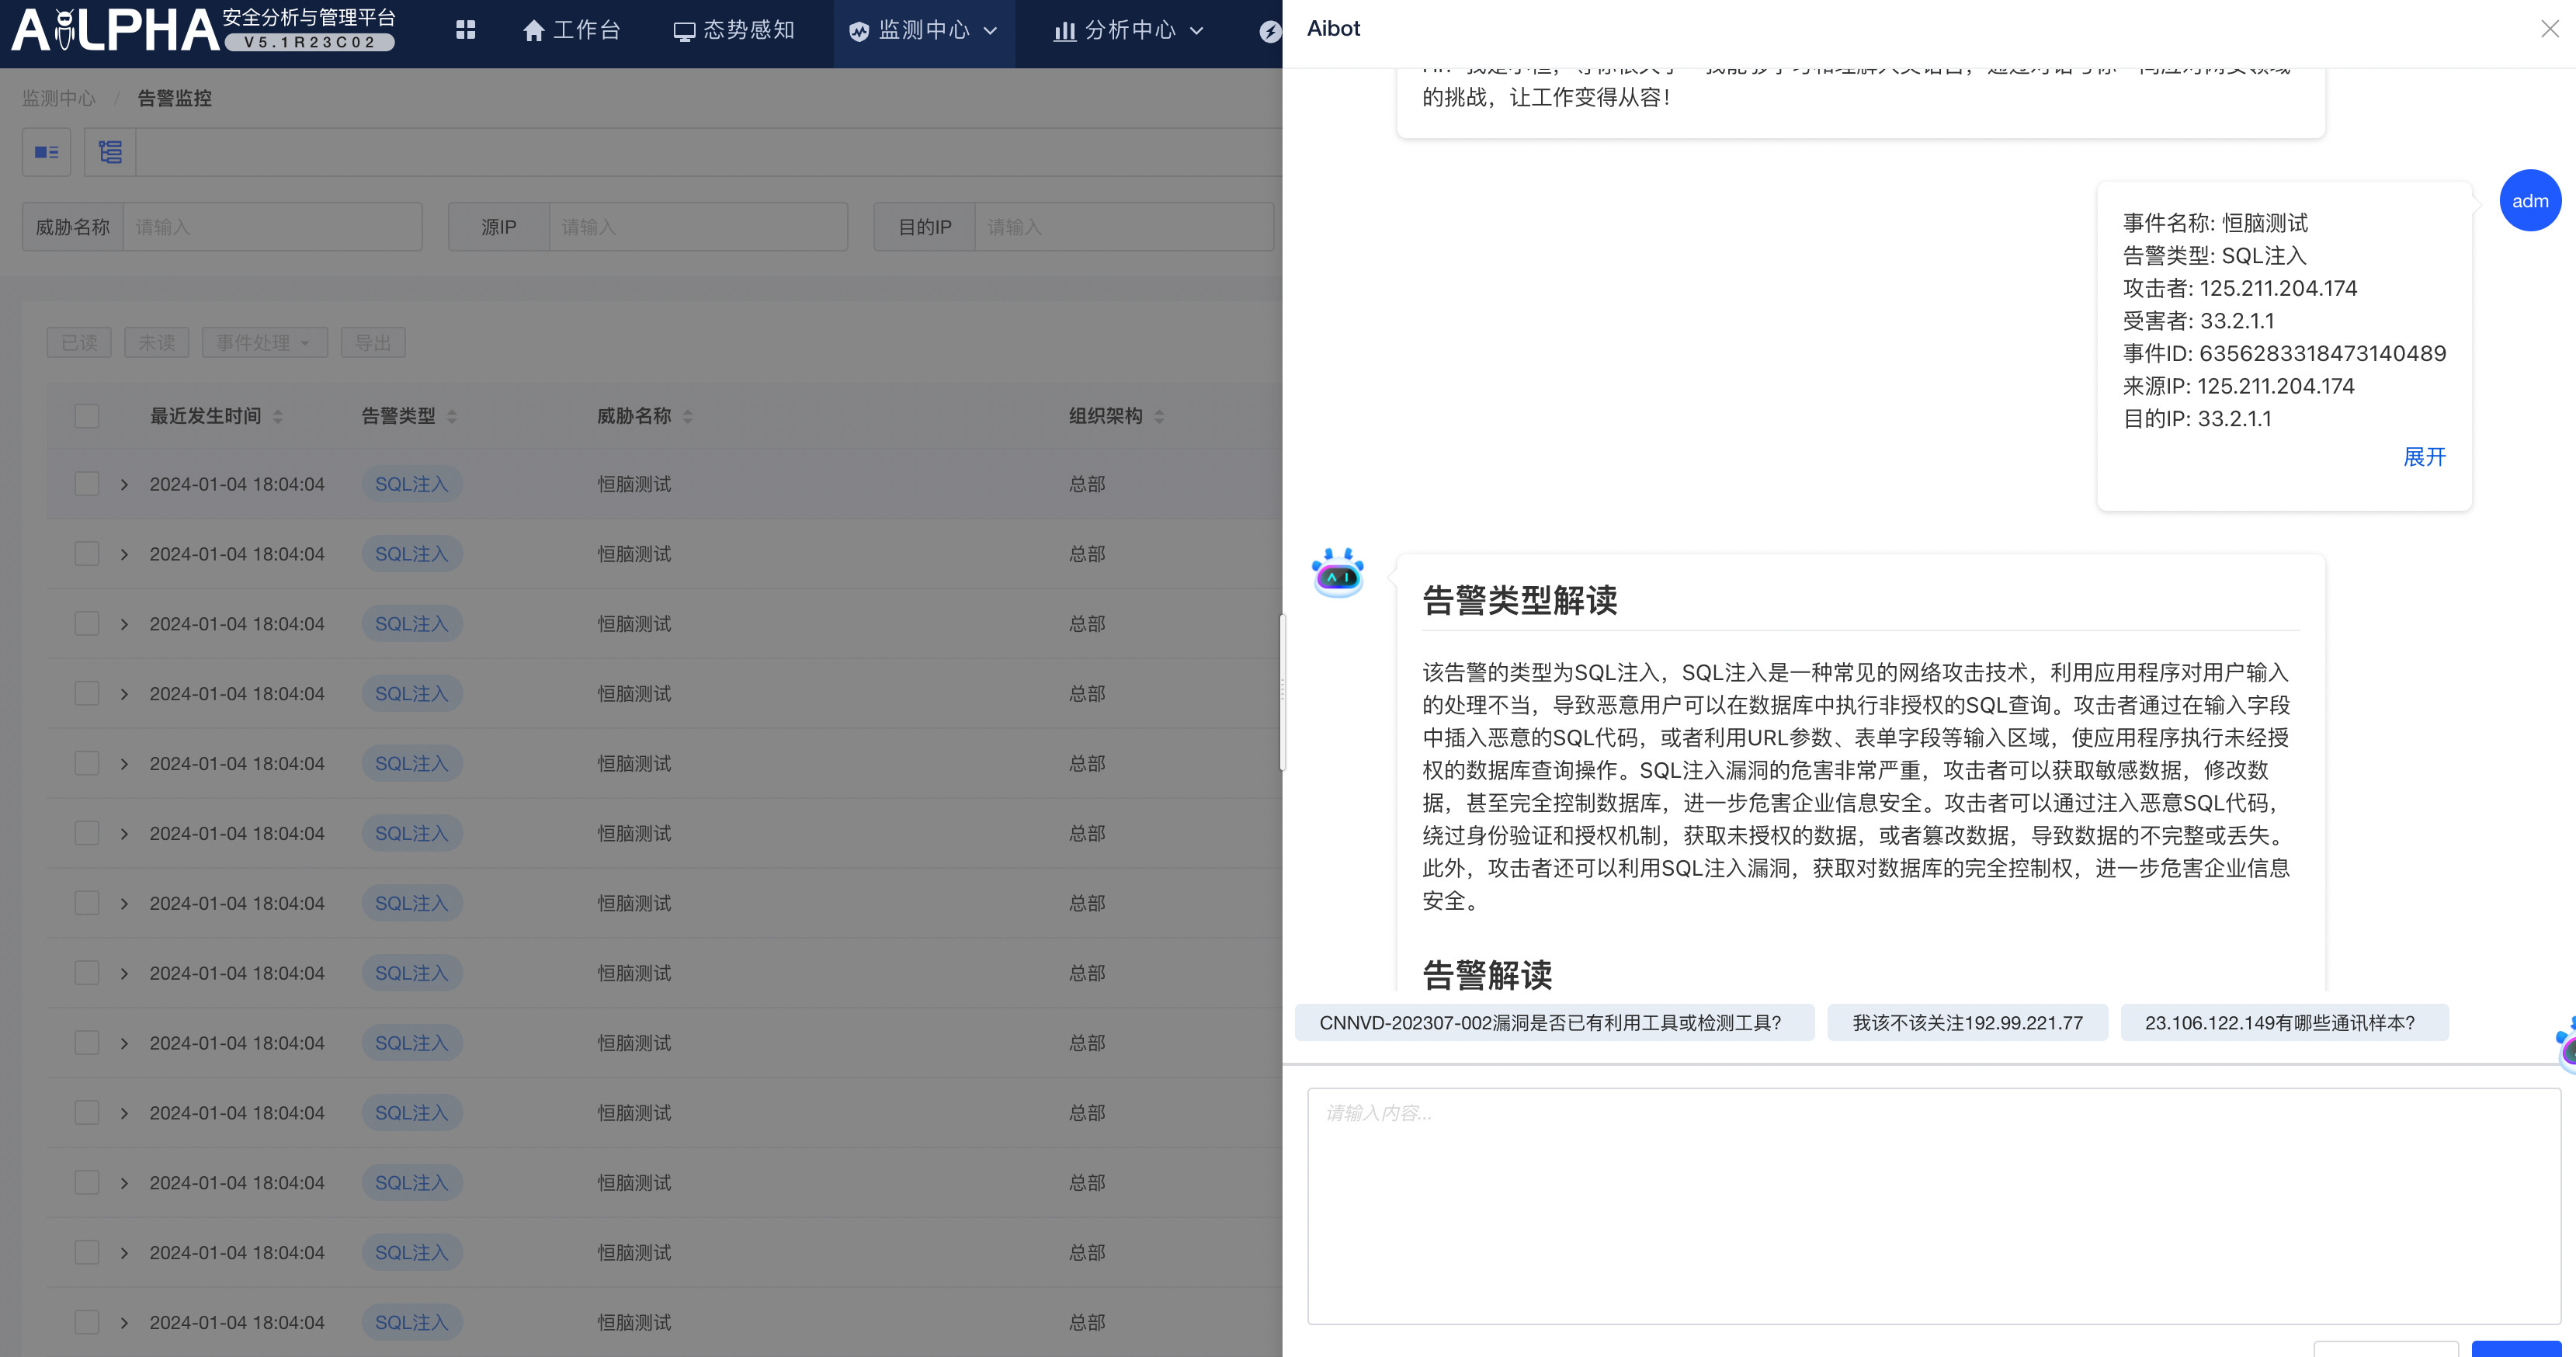 AiLPHA 安全分析与管理平台
V5.1R23C02
工作台
态势感知
监测中心
分析中心
监测中心 / 告警监控
威胁名称 请输入
源IP 请输入
目的IP 请输入
已读 未读 事件处理 导出
最近发生时间 告警类型 威胁名称 组织架构
2024-01-04 18:04:04 SQL注入 恒脑测试 总部
2024-01-04 18:04:04 SQL注入 恒脑测试 总部
2024-01-04 18:04:04 SQL注入 恒脑测试 总部
2024-01-04 18:04:04 SQL注入 恒脑测试 总部
2024-01-04 18:04:04 SQL注入 恒脑测试 总部
2024-01-04 18:04:04 SQL注入 恒脑测试 总部
2024-01-04 18:04:04 SQL注入 恒脑测试 总部
2024-01-04 18:04:04 SQL注入 恒脑测试 总部
2024-01-04 18:04:04 SQL注入 恒脑测试 总部
2024-01-04 18:04:04 SQL注入 恒脑测试 总部
2024-01-04 18:04:04 SQL注入 恒脑测试 总部
2024-01-04 18:04:04 SQL注入 恒脑测试 总部
2024-01-04 18:04:04 SQL注入 恒脑测试 总部
Aibot
的挑战，让工作变得从容！
adm
事件名称: 恒脑测试
告警类型: SQL注入
攻击者: 125.211.204.174
受害者: 33.2.1.1
事件ID: 6356283318473140489
来源IP: 125.211.204.174
目的IP: 33.2.1.1
展开
告警类型解读
该告警的类型为SQL注入，SQL注入是一种常见的网络攻击技术，利用应用程序对用户输入
的处理不当，导致恶意用户可以在数据库中执行非授权的SQL查询。攻击者通过在输入字段
中插入恶意的SQL代码，或者利用URL参数、表单字段等输入区域，使应用程序执行未经授
权的数据库查询操作。SQL注入漏洞的危害非常严重，攻击者可以获取敏感数据，修改数
据，甚至完全控制数据库，进一步危害企业信息安全。攻击者可以通过注入恶意SQL代码，
绕过身份验证和授权机制，获取未授权的数据，或者篡改数据，导致数据的不完整或丢失。
此外，攻击者还可以利用SQL注入漏洞，获取对数据库的完全控制权，进一步危害企业信息
安全。
告警解读
CNNVD-202307-002漏洞是否已有利用工具或检测工具?
我该不该关注192.99.221.77
23.106.122.149有哪些通讯样本?
请输入内容...